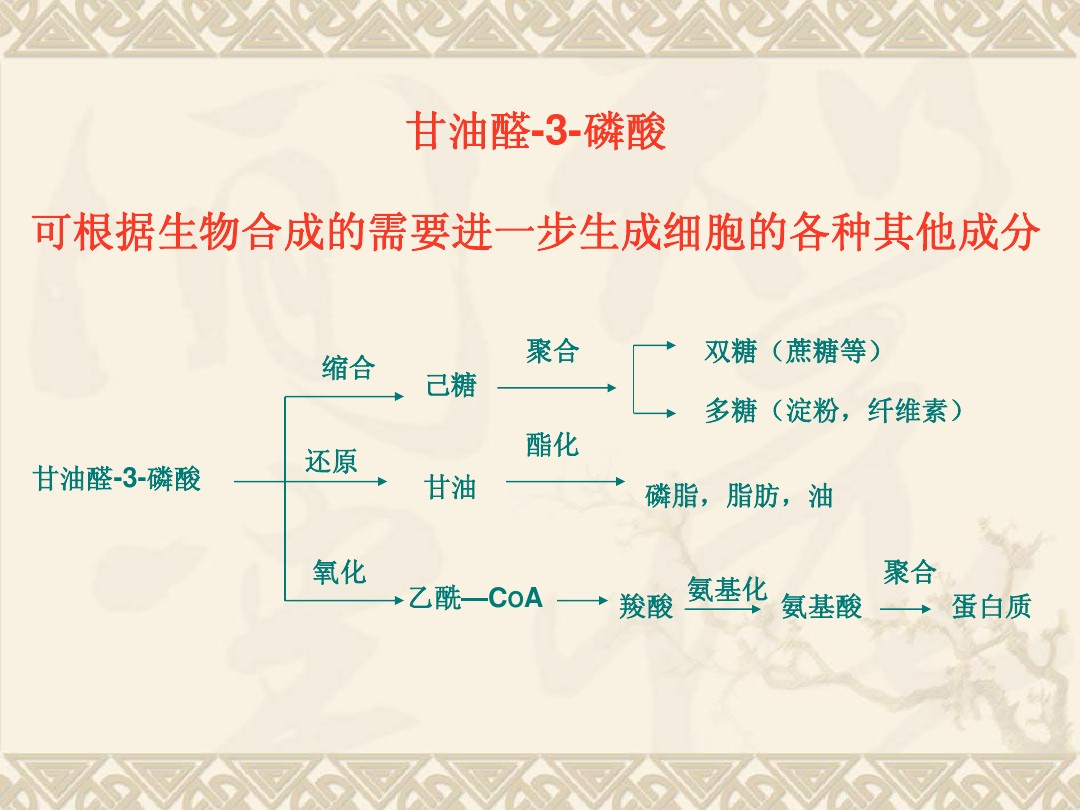 甘油醛-3-磷酸
可根据生物合成的需要进一步生成细胞的各种其他成分
缩合
己糖
聚合
双糖（蔗糖等）
多糖（淀粉，纤维素）
甘油醛-3-磷酸
还原
甘油
酯化
磷脂，脂肪，油
氧化
乙酰—CoA
羧酸
氨基化
氨基酸
聚合
蛋白质